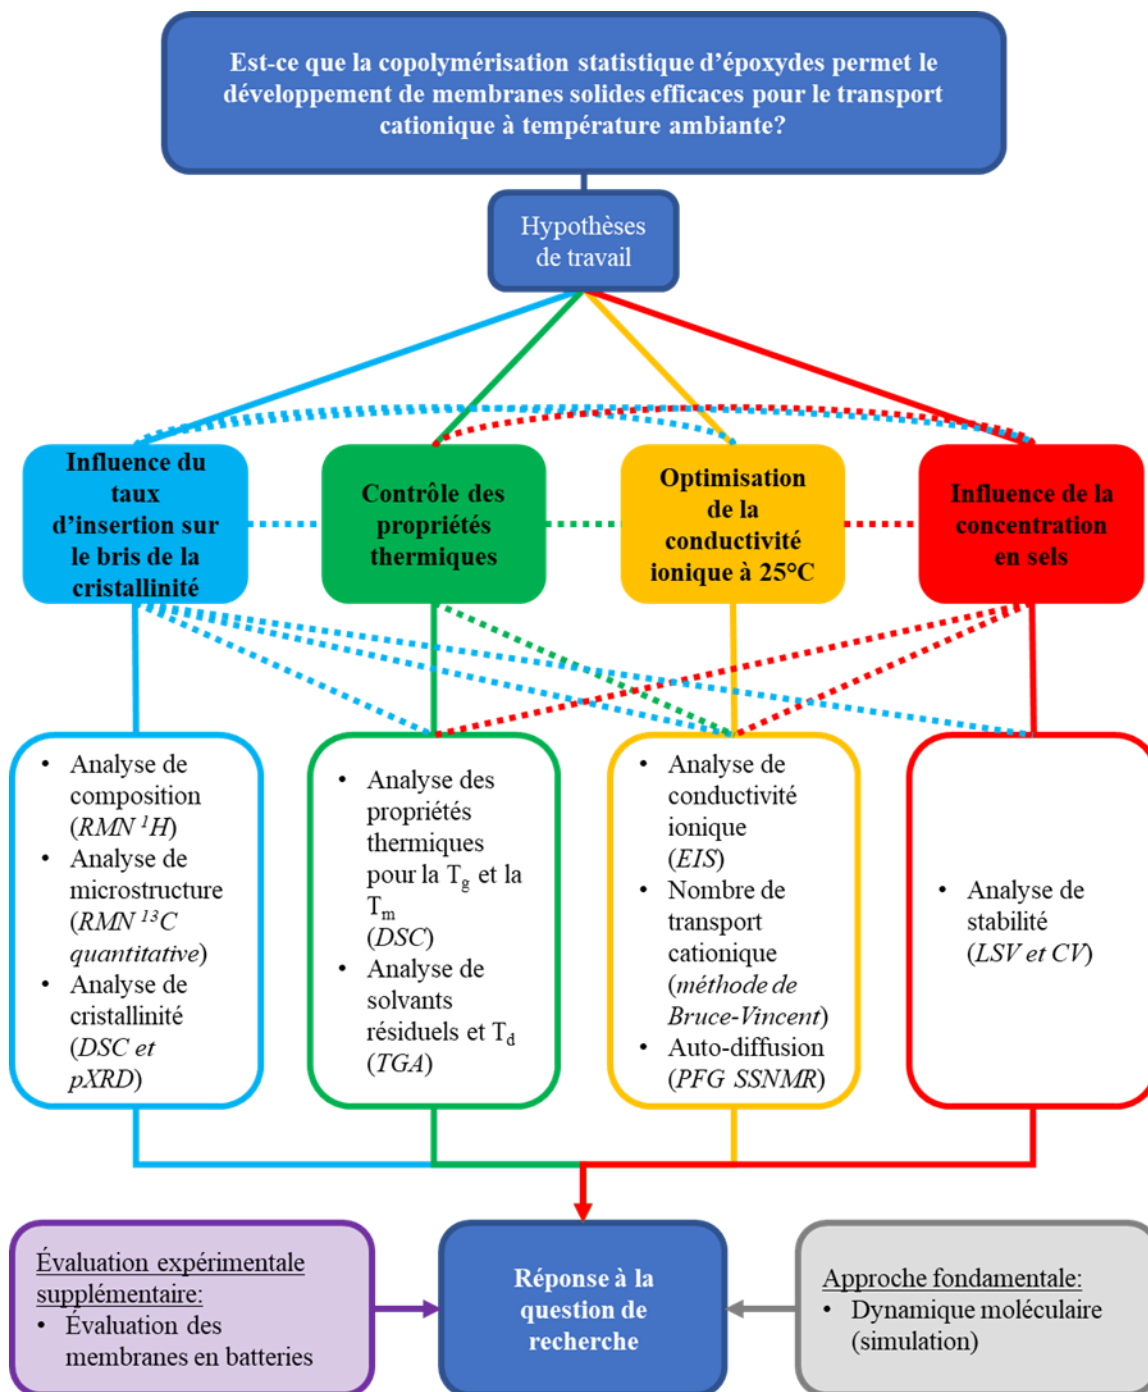 Est-ce que la copolymérisation statistique d’époxydes permet le
développement de membranes solides efficaces pour le transport
cationique à température ambiante?
Hypothèses
de travail
Influence du
taux
d’insertion sur
le bris de la
cristallinité
Contrôle des
propriétés
thermiques
Optimisation
de la
conductivité
ionique à 25°C
Influence de la
concentration
en sels
• Analyse de
composition
(RMN ¹H)
• Analyse de
microstructure
(RMN ¹³C
quantitative)
• Analyse de
cristallinité
(DSC et
pXRD)
• Analyse des
propriétés
thermiques
pour la Tg et la
Tm
(DSC)
• Analyse de
solvants
résiduels et Td
(TGA)
• Analyse de
conductivité
ionique
(EIS)
• Nombre de
transport
cationique
(méthode de
Bruce-Vincent)
• Auto-diffusion
(PFG SSNMR)
• Analyse de
stabilité
(LSV et CV)
Évaluation expérimentale
supplémentaire:
• Évaluation des
membranes en batteries
Réponse à la
question de
recherche
Approche fondamentale:
• Dynamique moléculaire
(simulation)